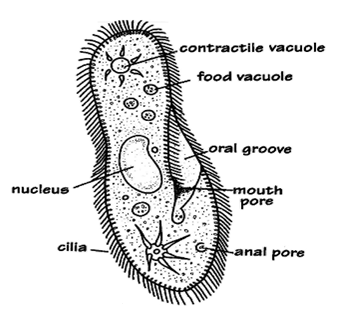 contractile vacuole
food vacuole
oral groove
nucleus
mouth
pore
cilia
anal pore